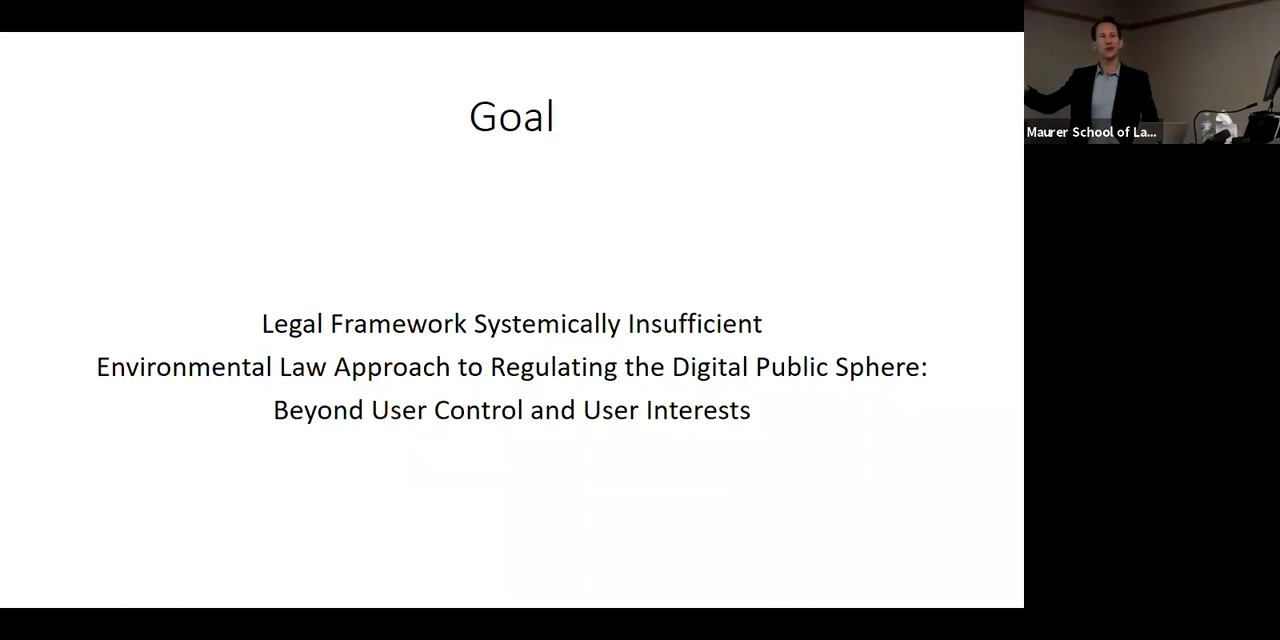 Goal
Legal Framework Systemically Insufficient
Environmental Law Approach to Regulating the Digital Public Sphere:
Beyond User Control and User Interests
Maurer School of La...